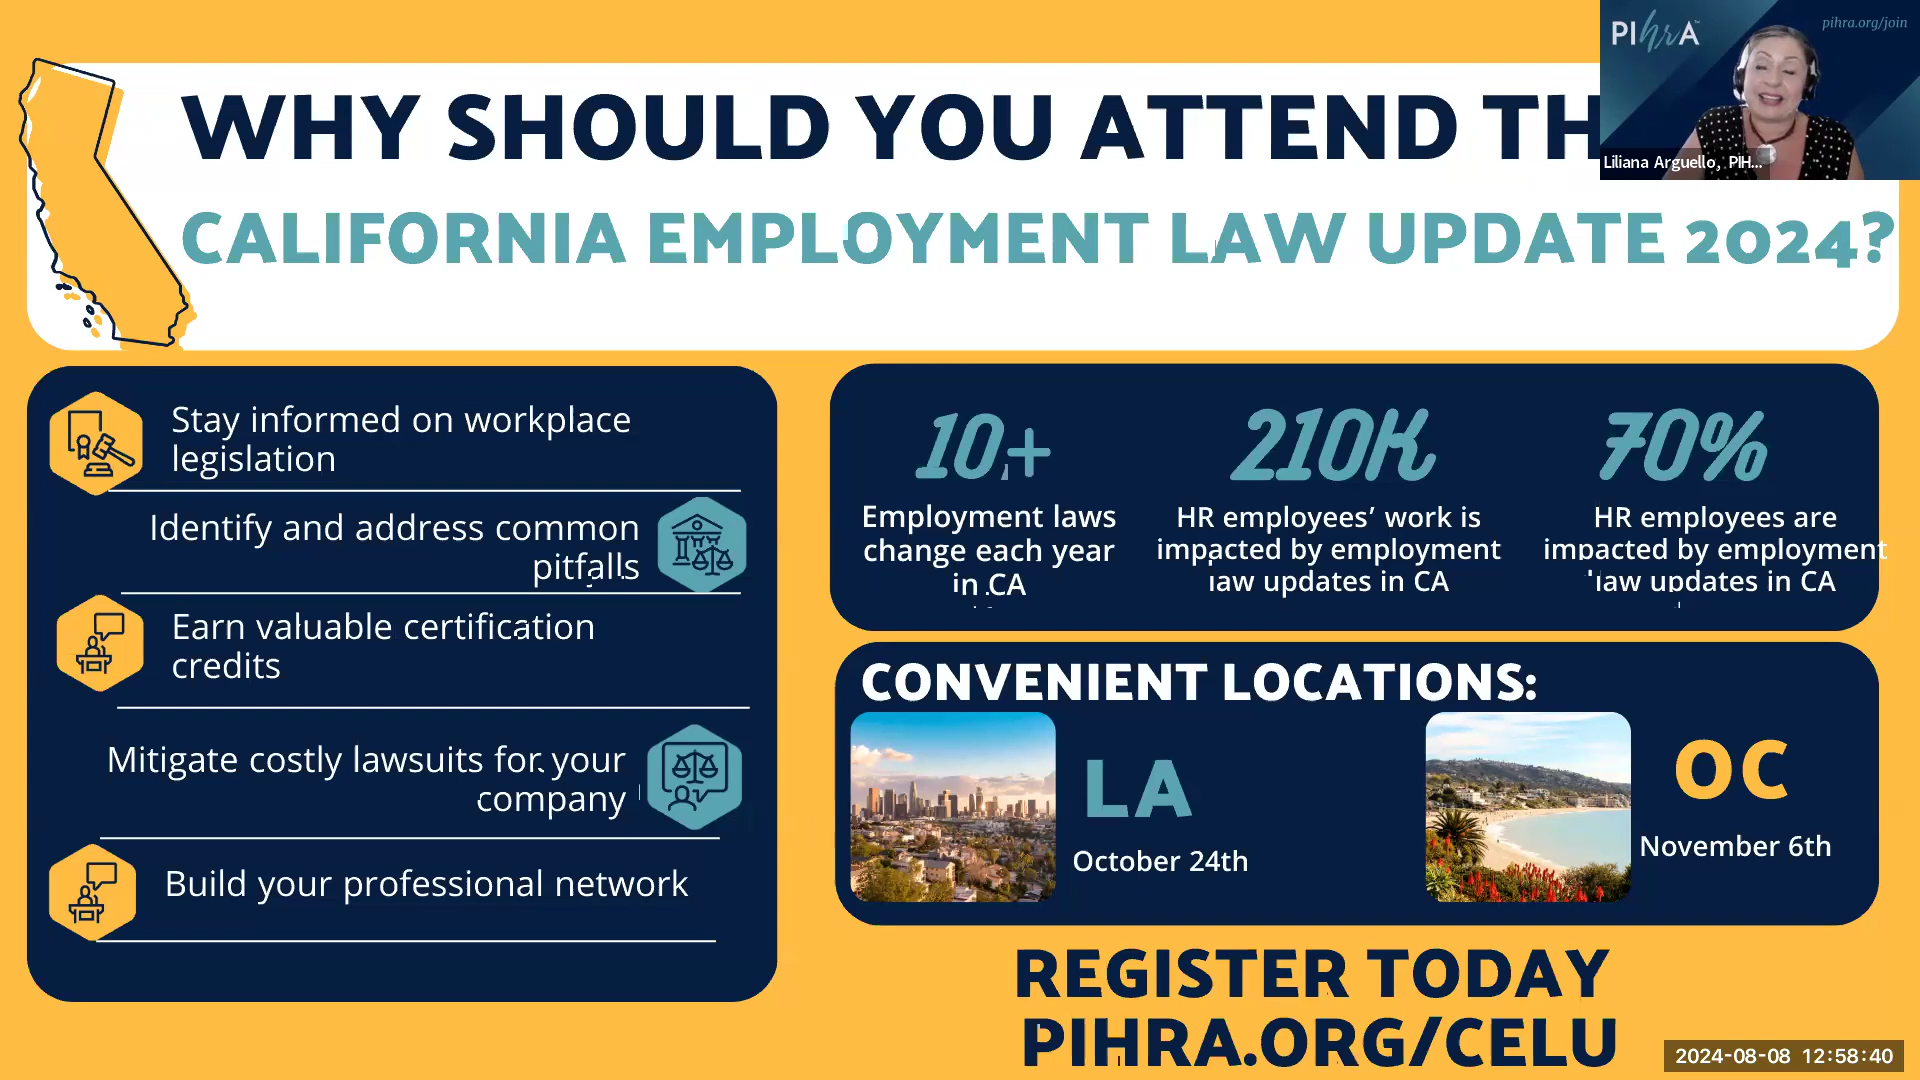 WHY SHOULD YOU ATTEND TH
CALIFORNIA EMPLOYMENT LAW UPDATE 2024?
PIhrA
pihra.org/join
Liliana Arguello, PIH...
Stay informed on workplace
legislation
Identify and address common
pitfalls
Earn valuable certification
credits
Mitigate costly lawsuits for your
company
Build your professional network
10+
Employment laws
change each year
in CA
210K
HR employees’ work is
impacted by employment
law updates in CA
70%
HR employees are
impacted by employment
law updates in CA
CONVENIENT LOCATIONS:
LA
October 24th
OC
November 6th
REGISTER TODAY
PIHRA.ORG/CELU
2024-08-08 12:58:40